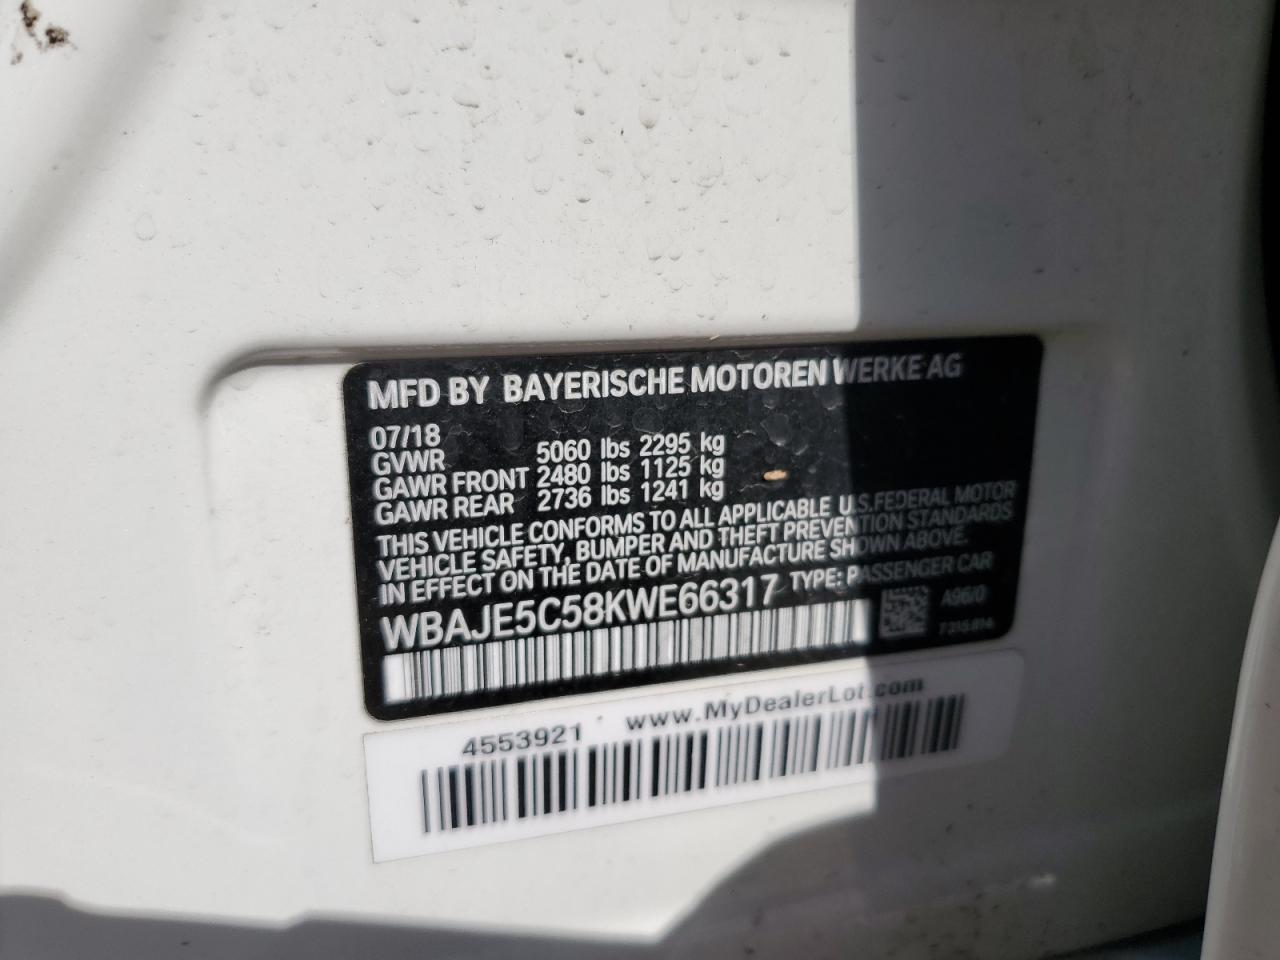 MFD BY BAYERISCHE MOTOREN WERKE AG
07/18
GVWR 5060 lbs 2295 kg
GAWR FRONT 2480 lbs 1125 kg
GAWR REAR 2736 lbs 1241 kg
THIS VEHICLE CONFORMS TO ALL APPLICABLE U.S. FEDERAL MOTOR
VEHICLE SAFETY, BUMPER AND THEFT PREVENTION STANDARDS
IN EFFECT ON THE DATE OF MANUFACTURE SHOWN ABOVE.
WBAJE5C58KWE66317 TYPE: PASSENGER CAR
A96/0
7 215 814
4553921 www.MyDealerLot.com